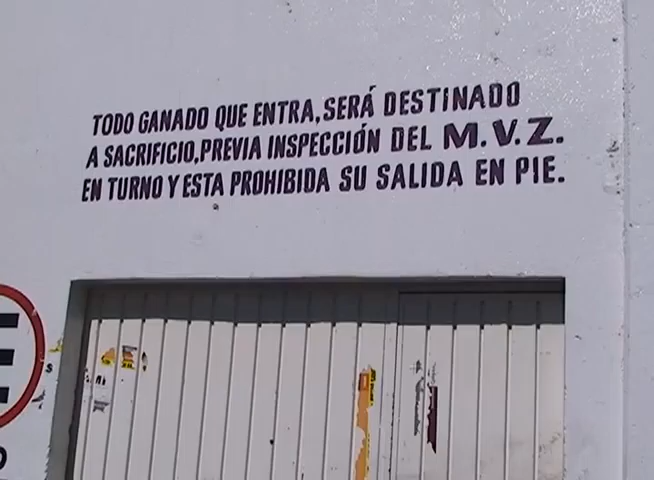 TODO GANADO QUE ENTRA, SERÁ DESTINADO
A SACRIFICIO, PREVIA INSPECCIÓN DEL M.V.Z.
EN TURNO Y ESTA PROHIBIDA SU SALIDA EN PIE.
E
S